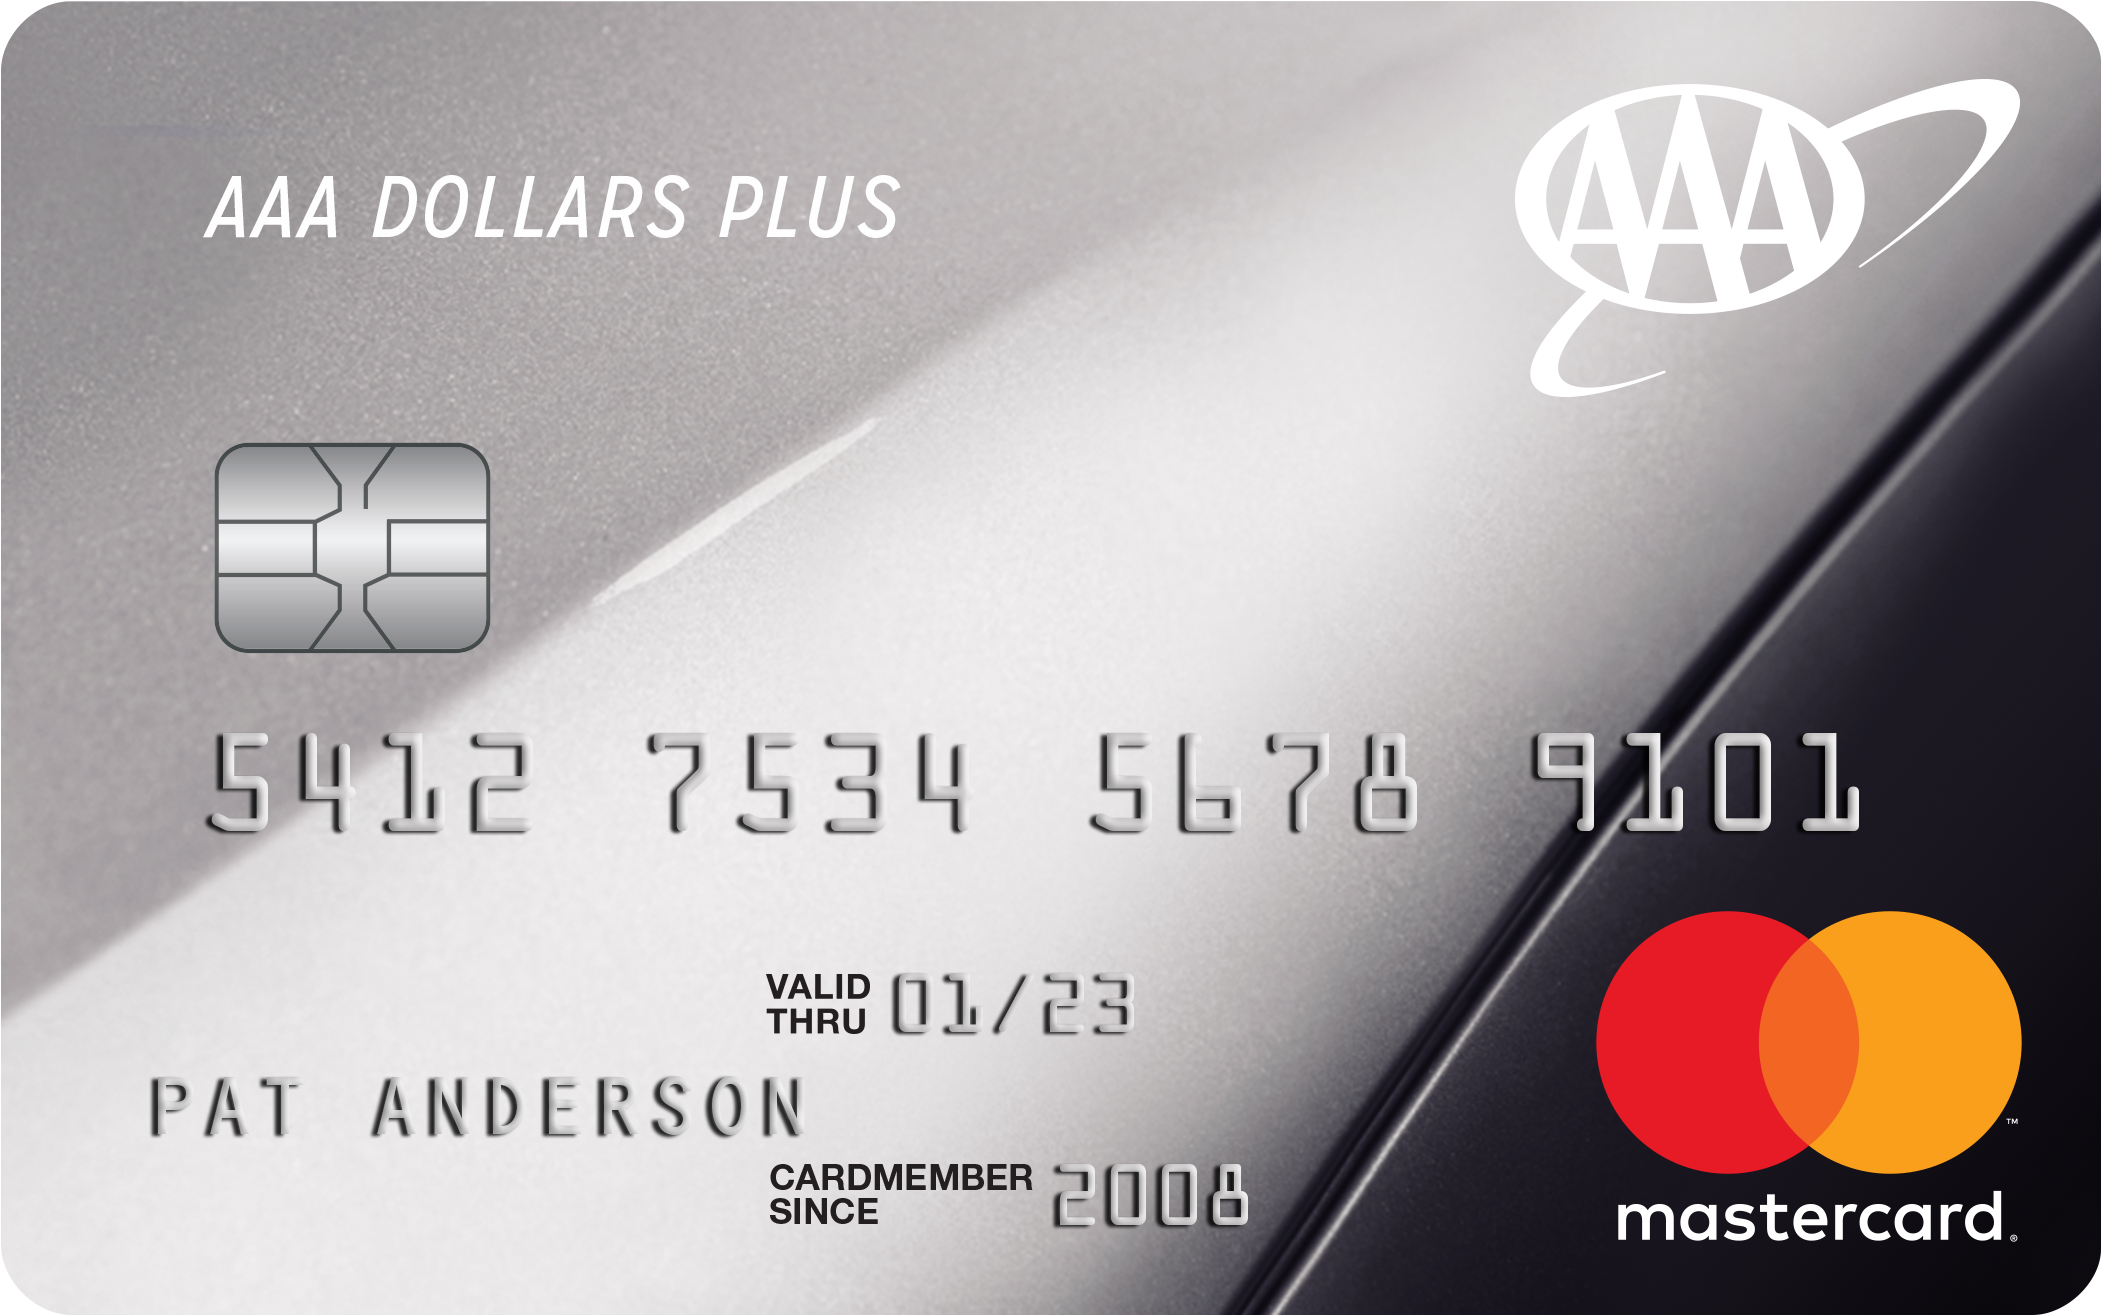 AAA DOLLARS PLUS
AAA
5412 7534 5678 9101
VALID THRU 01/23
PAT ANDERSON
CARDMEMBER SINCE 2008
mastercard